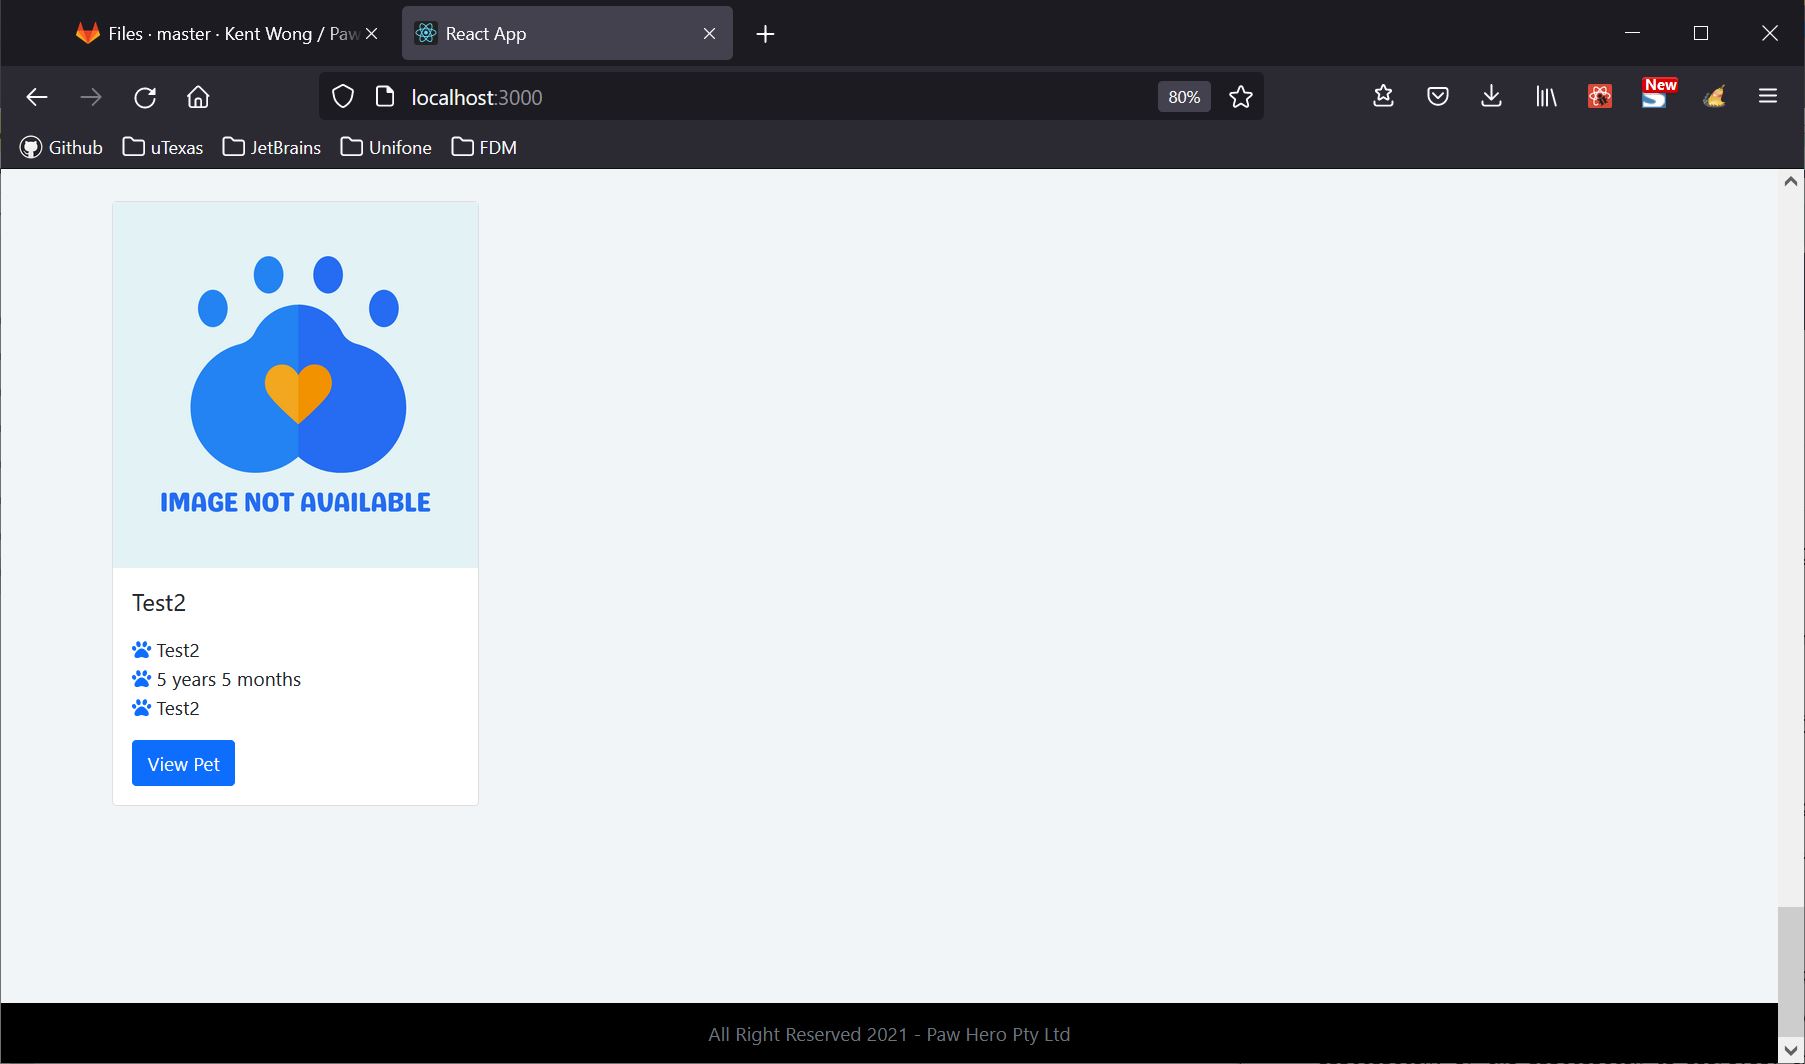 Files · master · Kent Wong / Paw
React App
localhost:3000
80%
New
Github
uTexas
JetBrains
Unifone
FDM
IMAGE NOT AVAILABLE
Test2
Test2
5 years 5 months
Test2
View Pet
All Right Reserved 2021 - Paw Hero Pty Ltd